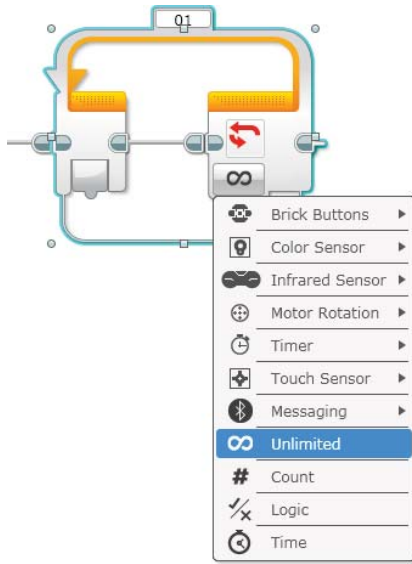 01
Brick Buttons
Color Sensor
Infrared Sensor
Motor Rotation
Timer
Touch Sensor
Messaging
Unlimited
# Count
Logic
Time